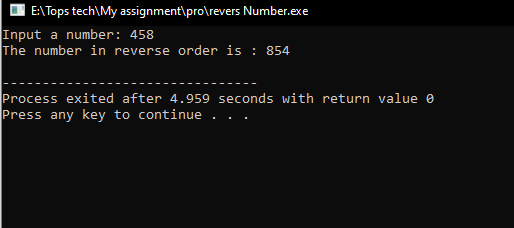 E:\Tops tech\My assignment\pro\revers Number.exe
Input a number: 458
The number in reverse order is : 854
--------------------------------
Process exited after 4.959 seconds with return value 0
Press any key to continue . . .